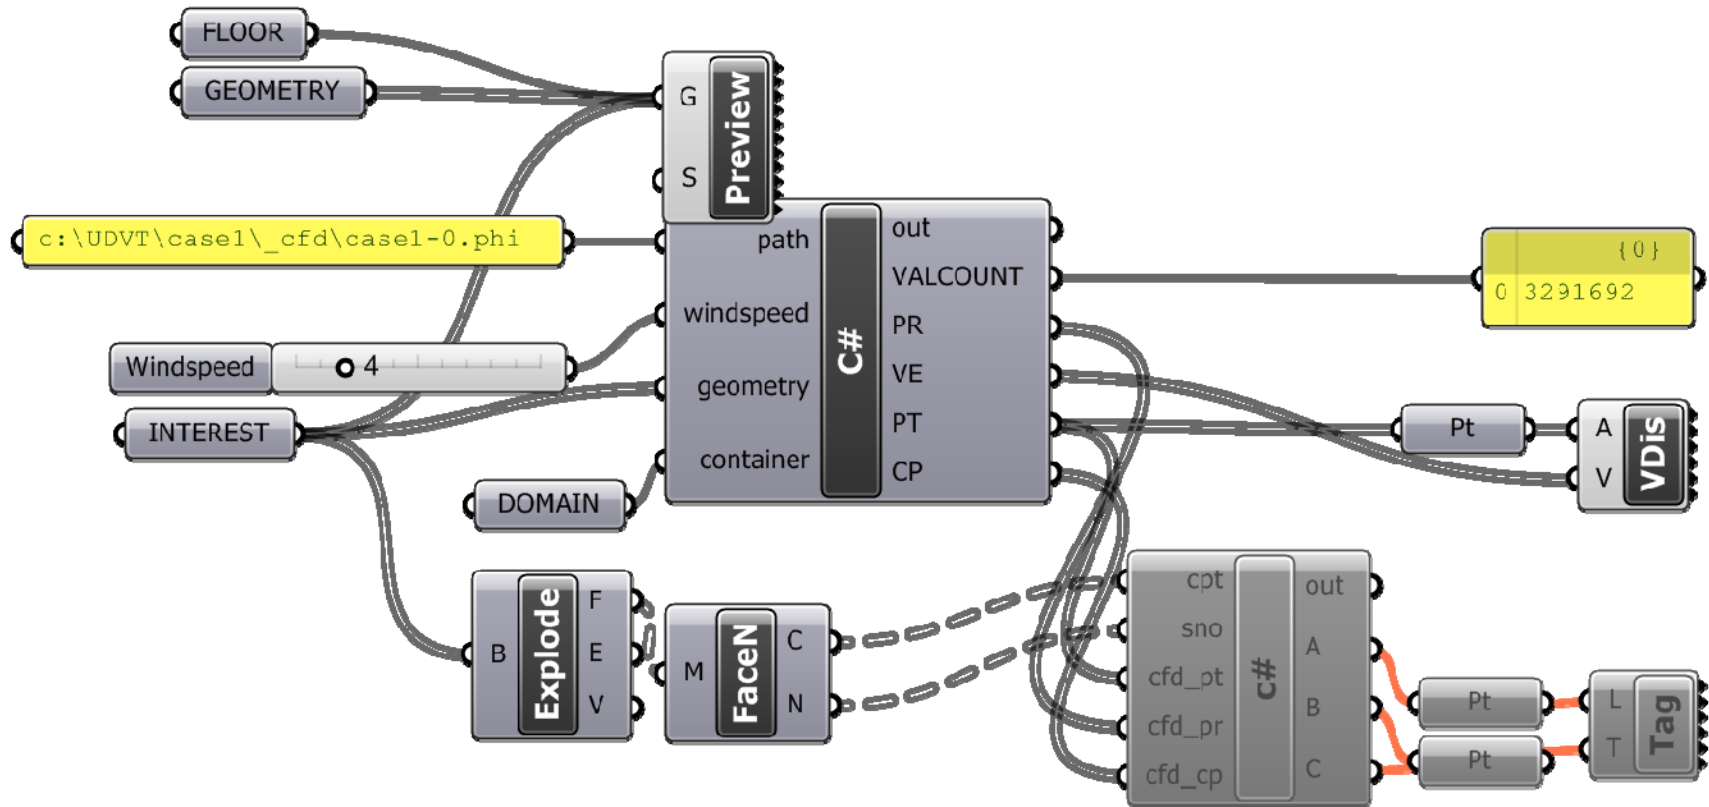 FLOOR
GEOMETRY
G
S
Preview
c:\UDVT\case1\_cfd\case1-0.phi
Windspeed
4
INTEREST
DOMAIN
path
windspeed
geometry
container
C#
out
VALCOUNT
PR
VE
PT
CP
{0}
0 3291692
Pt
A
V
VDis
B
Explode
F
E
V
M
FaceN
C
N
cpt
sno
cfd_pt
cfd_pr
cfd_cp
c#
out
A
B
C
Pt
Pt
L
T
Tag